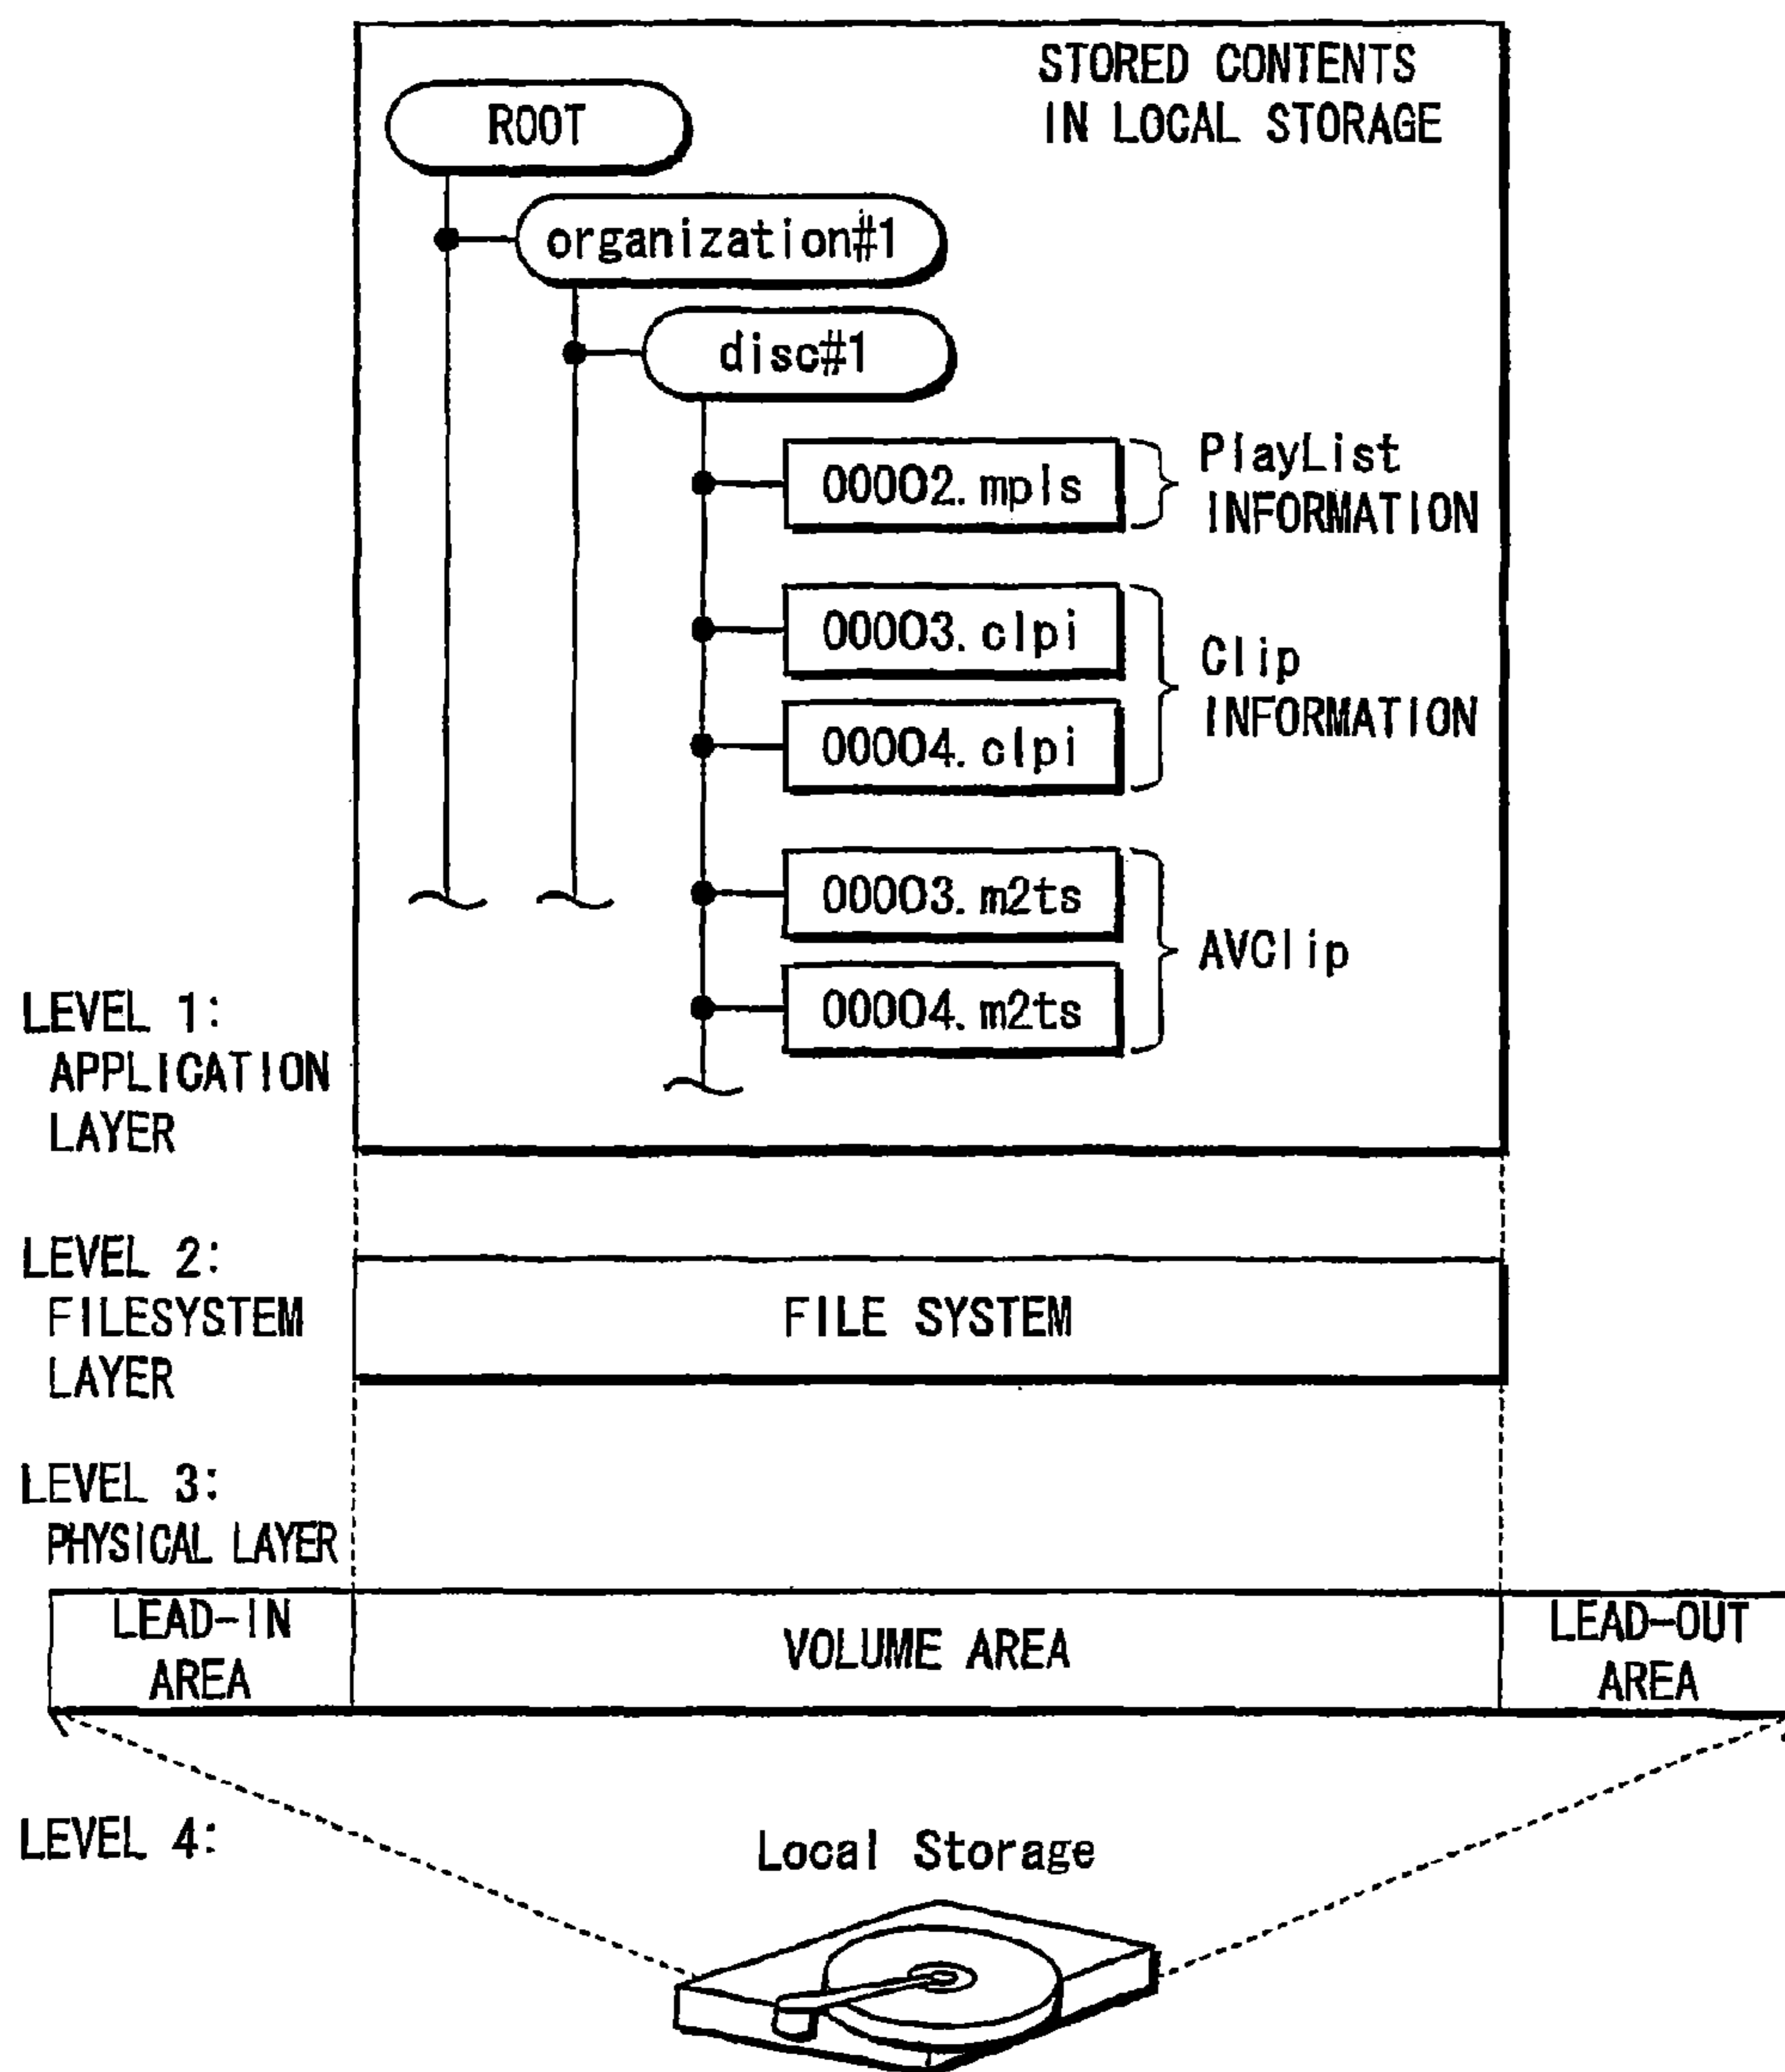 STORED CONTENTS
IN LOCAL STORAGE
ROOT
organization#1
disc#1
00002.mpls
PlayList
INFORMATION
00003.clpi
Clip
INFORMATION
00004.clpi
00003.m2ts
AVClip
00004.m2ts
LEVEL 1:
APPLICATION
LAYER
LEVEL 2:
FILESYSTEM
LAYER
FILE SYSTEM
LEVEL 3:
PHYSICAL LAYER
LEAD-IN
AREA
VOLUME AREA
LEAD-OUT
AREA
LEVEL 4:
Local Storage